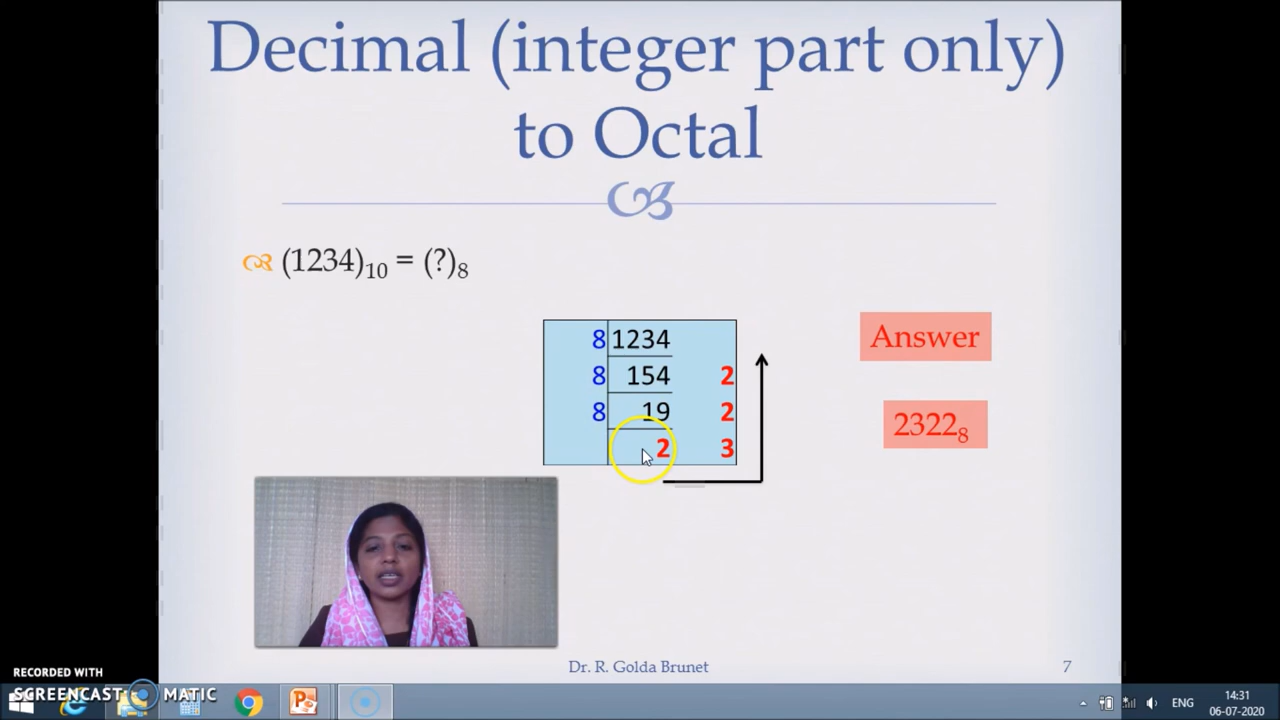 Decimal (integer part only)
to Octal
(1234)10 = (?)8
8 1234
8 154 2
8 19 2
2 3
Answer
23228
Dr. R. Golda Brunet
7
RECORDED WITH
SCREENCAST MATIC
ENG
14:31
06-07-2020